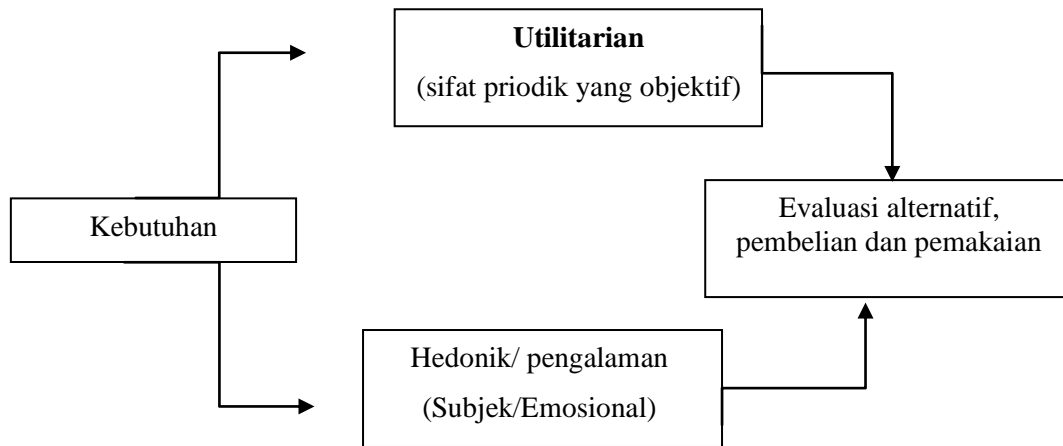 Utilitarian
(sifat priodik yang objektif)
Kebutuhan
Evaluasi alternatif,
pembelian dan pemakaian
Hedonik/ pengalaman
(Subjek/Emosional)